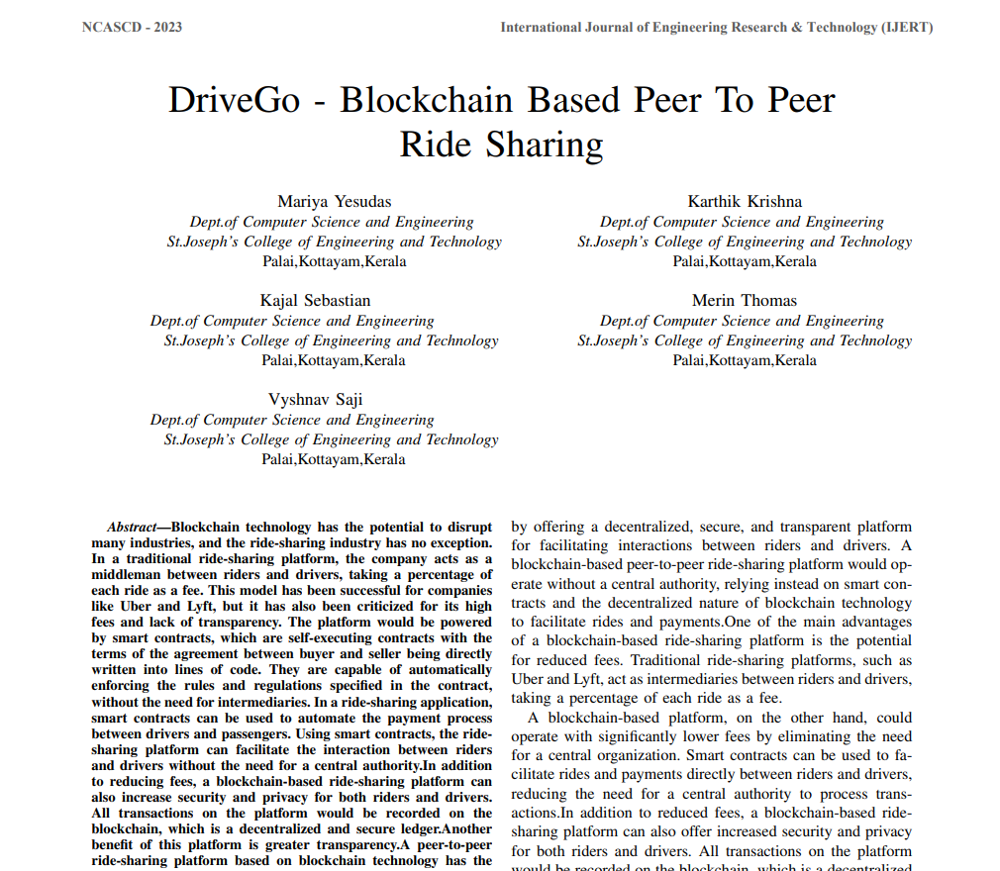 NCASCD - 2023
International Journal of Engineering Research & Technology (IJERT)
DriveGo - Blockchain Based Peer To Peer
Ride Sharing
Mariya Yesudas
Dept.of Computer Science and Engineering
St.Joseph's College of Engineering and Technology
Palai,Kottayam,Kerala
Karthik Krishna
Dept.of Computer Science and Engineering
St.Joseph's College of Engineering and Technology
Palai,Kottayam,Kerala
Kajal Sebastian
Dept.of Computer Science and Engineering
St.Joseph's College of Engineering and Technology
Palai,Kottayam,Kerala
Merin Thomas
Dept.of Computer Science and Engineering
St.Joseph's College of Engineering and Technology
Palai,Kottayam,Kerala
Vyshnav Saji
Dept.of Computer Science and Engineering
St.Joseph's College of Engineering and Technology
Palai,Kottayam,Kerala
Abstract—Blockchain technology has the potential to disrupt
many industries, and the ride-sharing industry has no exception.
In a traditional ride-sharing platform, the company acts as a
middleman between riders and drivers, taking a percentage of
each ride as a fee. This model has been successful for companies
like Uber and Lyft, but it has also been criticized for its high
fees and lack of transparency. The platform would be powered
by smart contracts, which are self-executing contracts with the
terms of the agreement between buyer and seller being directly
written into lines of code. They are capable of automatically
enforcing the rules and regulations specified in the contract,
without the need for intermediaries. In a ride-sharing application,
smart contracts can be used to automate the payment process
between drivers and passengers. Using smart contracts, the ride-
sharing platform can facilitate the interaction between riders
and drivers without the need for a central authority.In addition
to reducing fees, a blockchain-based ride-sharing platform can
also increase security and privacy for both riders and drivers.
All transactions on the platform would be recorded on the
blockchain, which is a decentralized and secure ledger.Another
benefit of this platform is greater transparency.A peer-to-peer
ride-sharing platform based on blockchain technology has the
by offering a decentralized, secure, and transparent platform
for facilitating interactions between riders and drivers. A
blockchain-based peer-to-peer ride-sharing platform would op-
erate without a central authority, relying instead on smart con-
tracts and the decentralized nature of blockchain technology
to facilitate rides and payments.One of the main advantages
of a blockchain-based ride-sharing platform is the potential
for reduced fees. Traditional ride-sharing platforms, such as
Uber and Lyft, act as intermediaries between riders and drivers,
taking a percentage of each ride as a fee.
A blockchain-based platform, on the other hand, could
operate with significantly lower fees by eliminating the need
for a central organization. Smart contracts can be used to fa-
cilitate rides and payments directly between riders and drivers,
reducing the need for a central authority to process trans-
actions.In addition to reduced fees, a blockchain-based ride-
sharing platform can also offer increased security and privacy
for both riders and drivers. All transactions on the platform
would be recorded on the blockchain, which is a decentralized